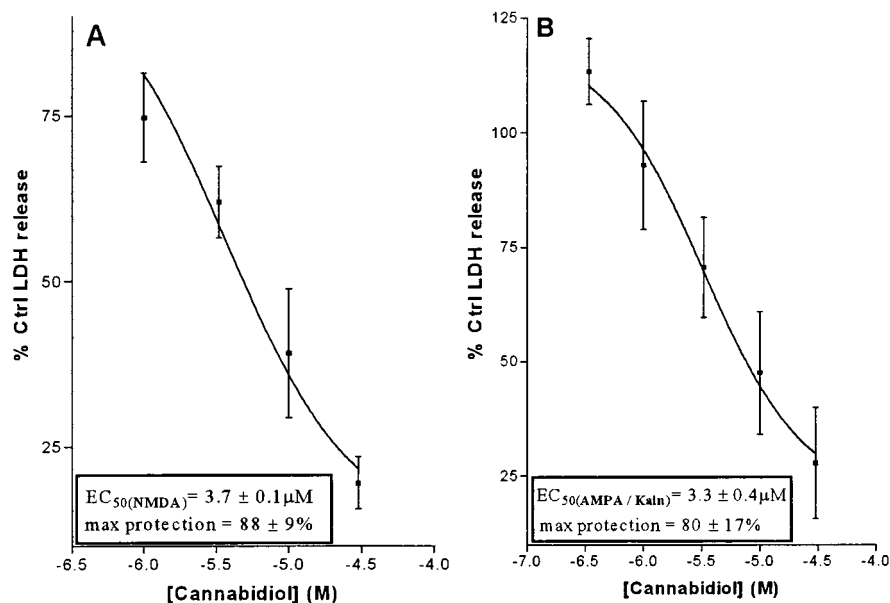 A
% Ctrl LDH release
75
50
25
EC50(NMDA)= 3.7 ± 0.1µM
max protection = 88 ± 9%
-6.5 -6.0 -5.5 -5.0 -4.5 -4.0
[Cannabidiol] (M)
B
% Ctrl LDH release
125
100
75
50
25
EC50(AMPA / Kain)= 3.3 ± 0.4µM
max protection = 80 ± 17%
-7.0 -6.5 -6.0 -5.5 -5.0 -4.5 -4.0
[Cannabidiol] (M)